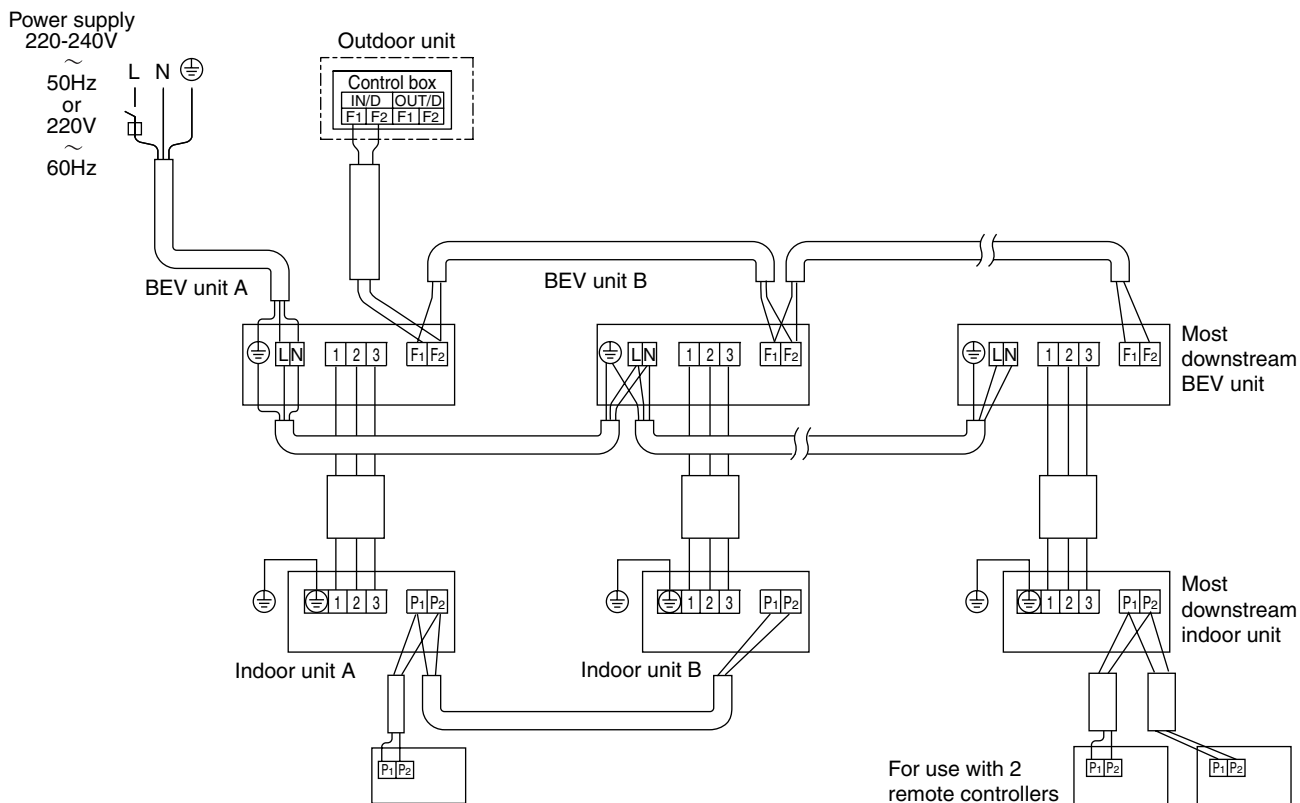 Power supply
220-240V
~
50Hz
or
220V
~
60Hz
L N
Outdoor unit
Control box
IN/D OUT/D
F1 F2 F1 F2
BEV unit A
BEV unit B
L N 1 2 3 F1 F2
L N 1 2 3 F1 F2
L N 1 2 3 F1 F2
Most
downstream
BEV unit
1 2 3 P1 P2
1 2 3 P1 P2
1 2 3 P1 P2
Most
downstream
indoor unit
Indoor unit A
Indoor unit B
P1 P2
For use with 2
remote controllers
P1 P2
P1 P2